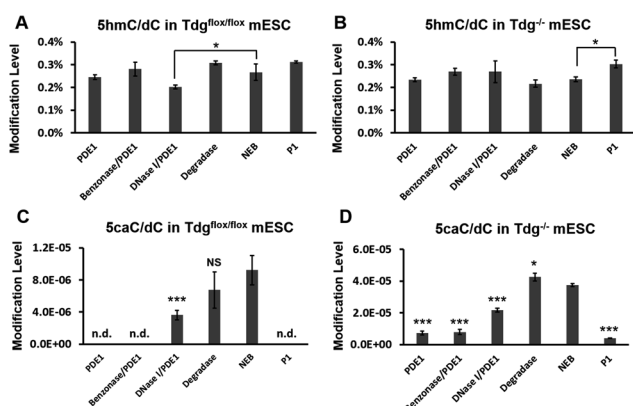 A 5hmC/dC in Tdgflox/flox mESC
Modification Level
0.4%
0.3%
0.2%
0.1%
0.0%
*
PDE1
Benzonase/PDE1
DNase I/PDE1
Degradase
NEB
P1
B 5hmC/dC in Tdg-/- mESC
Modification Level
0.4%
0.3%
0.2%
0.1%
0.0%
*
PDE1
Benzonase/PDE1
DNase I/PDE1
Degradase
NEB
P1
C 5caC/dC in Tdgflox/flox mESC
Modification Level
1.2E-05
8.0E-06
4.0E-06
0.0E+00
n.d.
n.d.
***
NS
n.d.
PDE1
Benzonase/PDE1
DNase I/PDE1
Degradase
NEB
P1
D 5caC/dC in Tdg-/- mESC
Modification Level
6.0E-05
4.0E-05
2.0E-05
0.0E+00
***
***
***
*
***
PDE1
Benzonase/PDE1
DNase I/PDE1
Degradase
NEB
P1